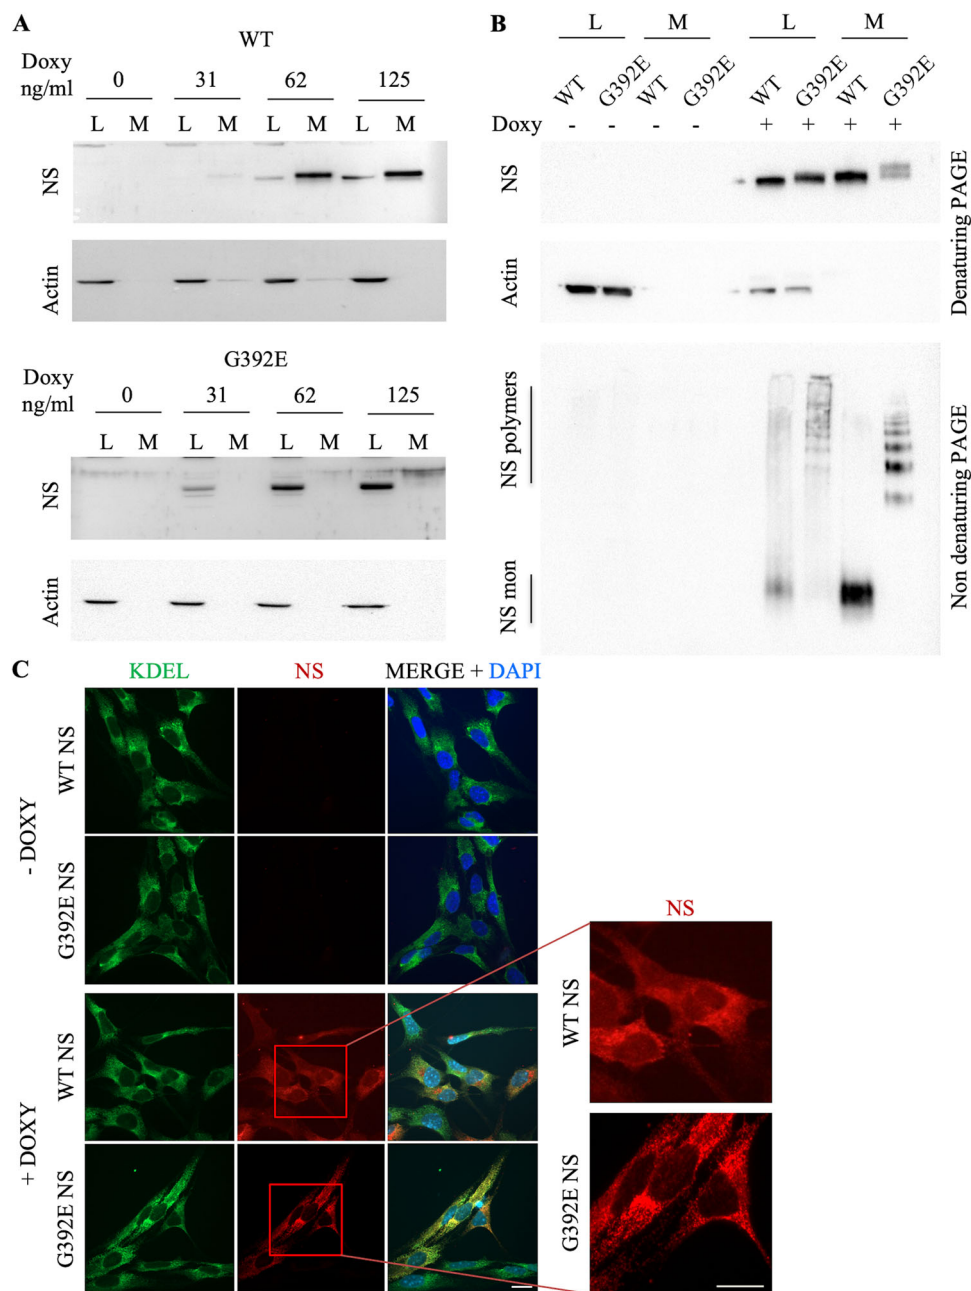 A
WT
Doxy
ng/ml
0 31 62 125
L M L M L M L M
NS
Actin
G392E
Doxy
ng/ml
0 31 62 125
L M L M L M L M
NS
Actin
B
L M L M
WT G392E WT G392E WT G392E WT G392E
Doxy - - - - + + + +
NS
Actin
Denaturing PAGE
NS polymers
NS mon
Non denaturing PAGE
C
KDEL NS MERGE + DAPI
- DOXY
WT NS
G392E NS
+ DOXY
WT NS
G392E NS
NS
WT NS
G392E NS